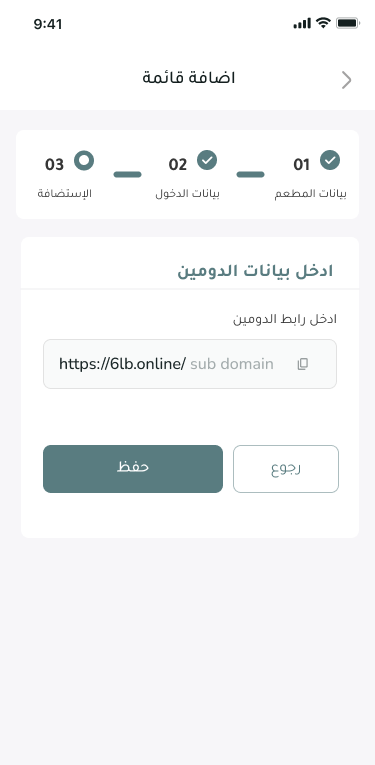 9:41
اضافة قائمة
01
02
03
بيانات المطعم
بيانات الدخول
الإستضافة
ادخل بيانات الدومين
ادخل رابط الدومين
https://6lb.online/ sub domain
رجوع
حفظ